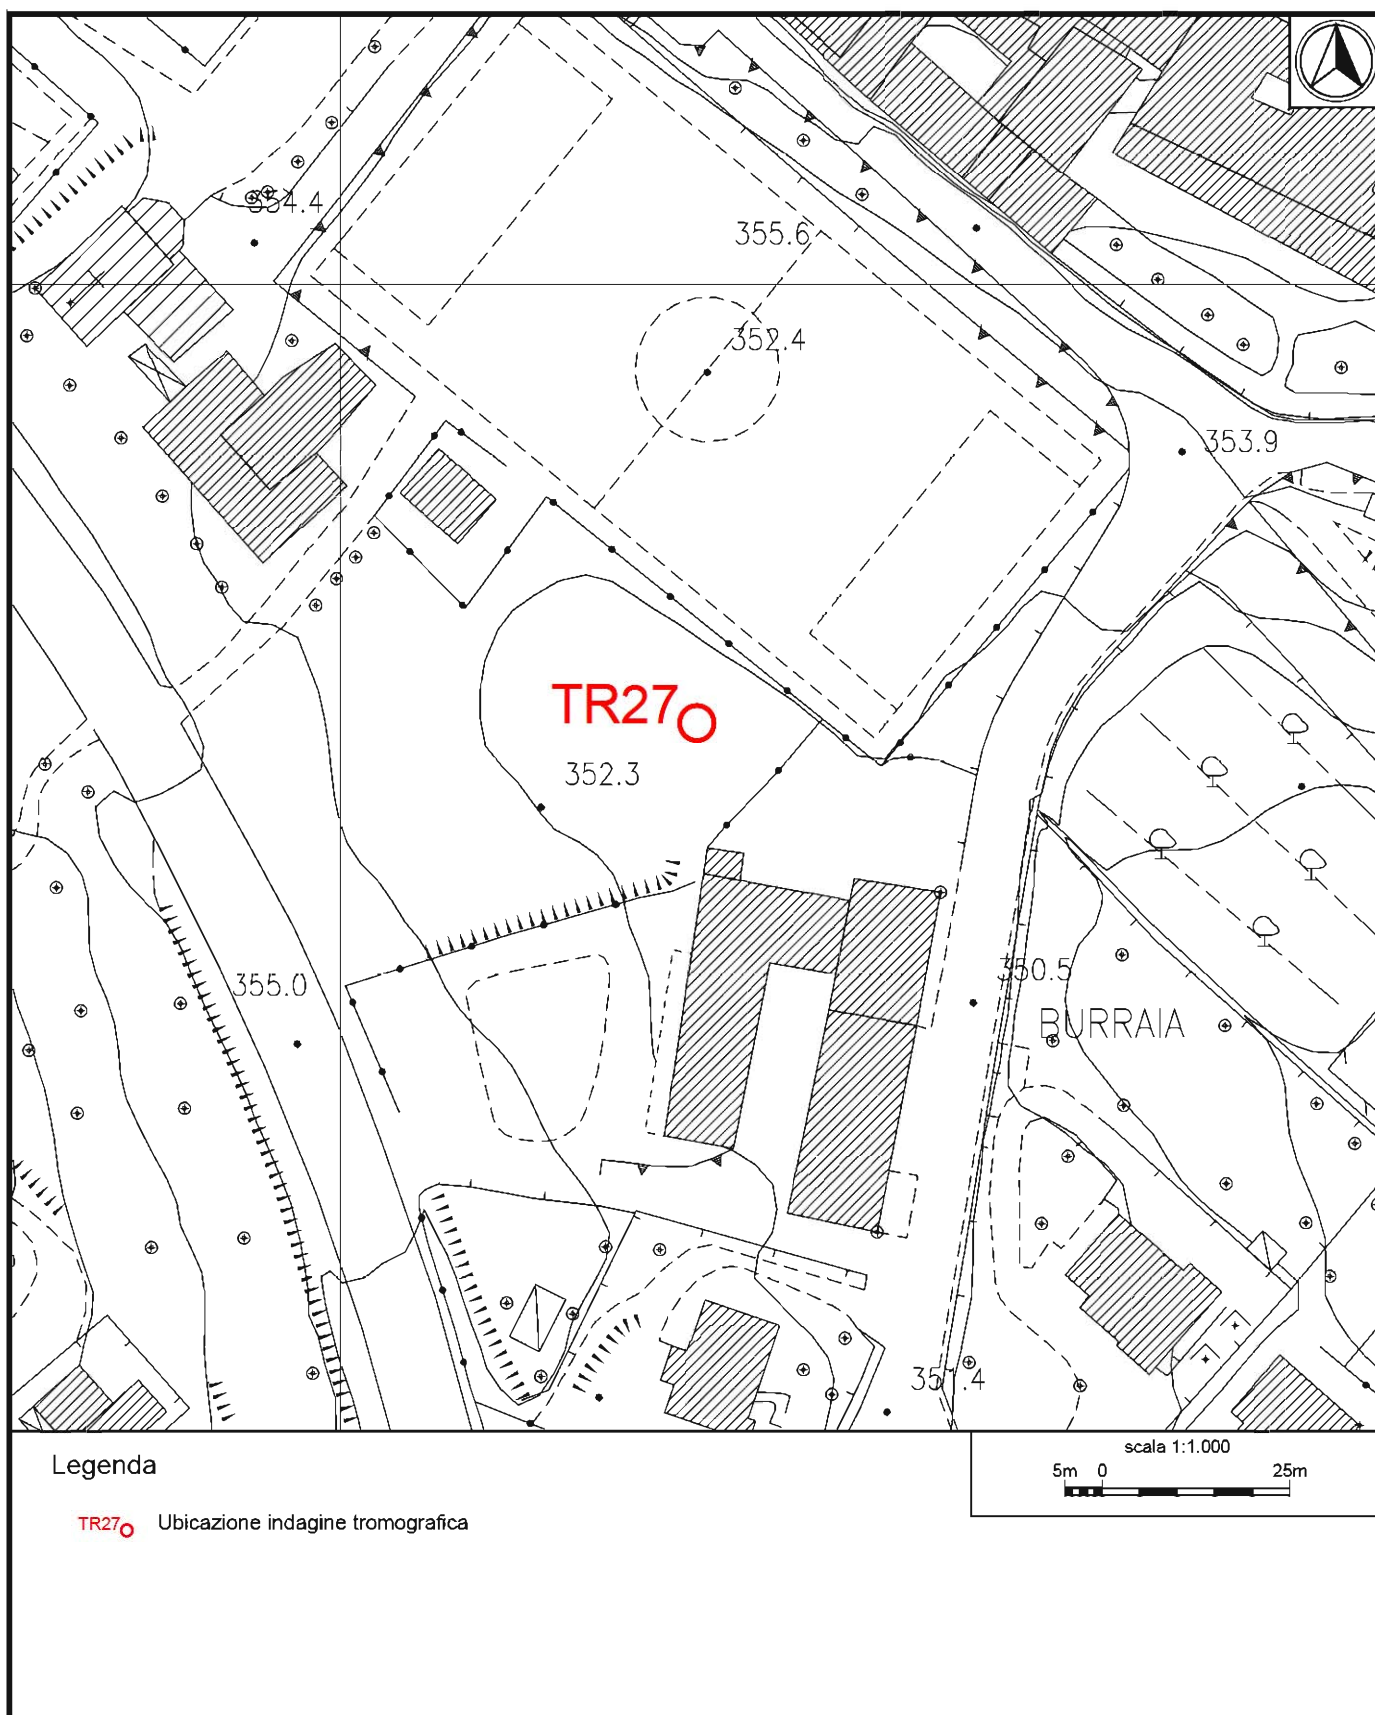 354.4
355.6
352.4
353.9
TR27
352.3
355.0
350.5
BURRAIA
351.4
Legenda
TR27 Ubicazione indagine tromografica
scala 1:1.000
5m 0 25m